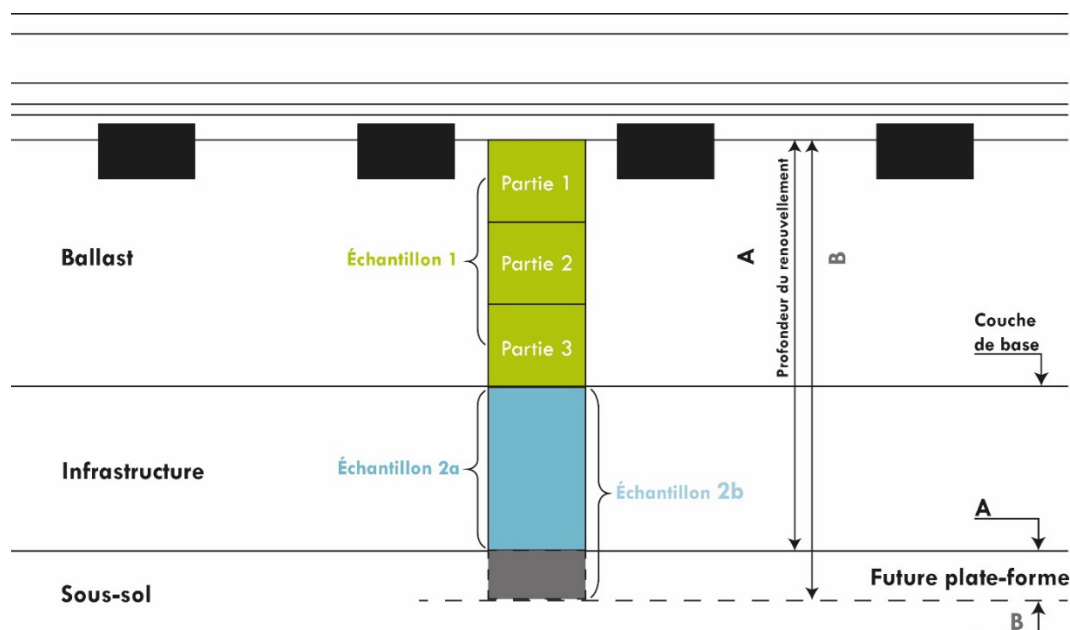 Partie 1
Ballast
Échantillon 1
Partie 2
Partie 3
A
Profondeur du renouvellement
B
Couche
de base
Infrastructure
Échantillon 2a
Échantillon 2b
A
Future plate-forme
Sous-sol
B